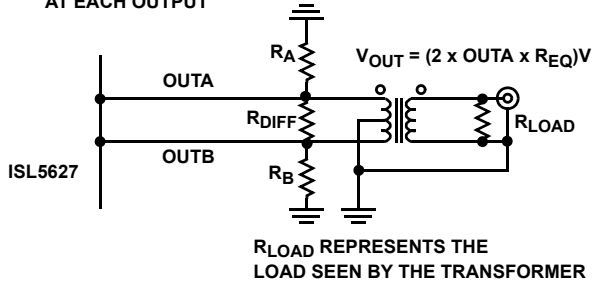 AT EACH OUTPUT
RA
VOUT = (2 x OUTA x REQ)V
OUTA
RDIFF
RLOAD
OUTB
ISL5627
RB
RLOAD REPRESENTS THE
LOAD SEEN BY THE TRANSFORMER